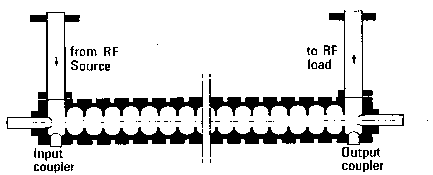 from RF
Source
to RF
load
Input
coupler
Output
coupler